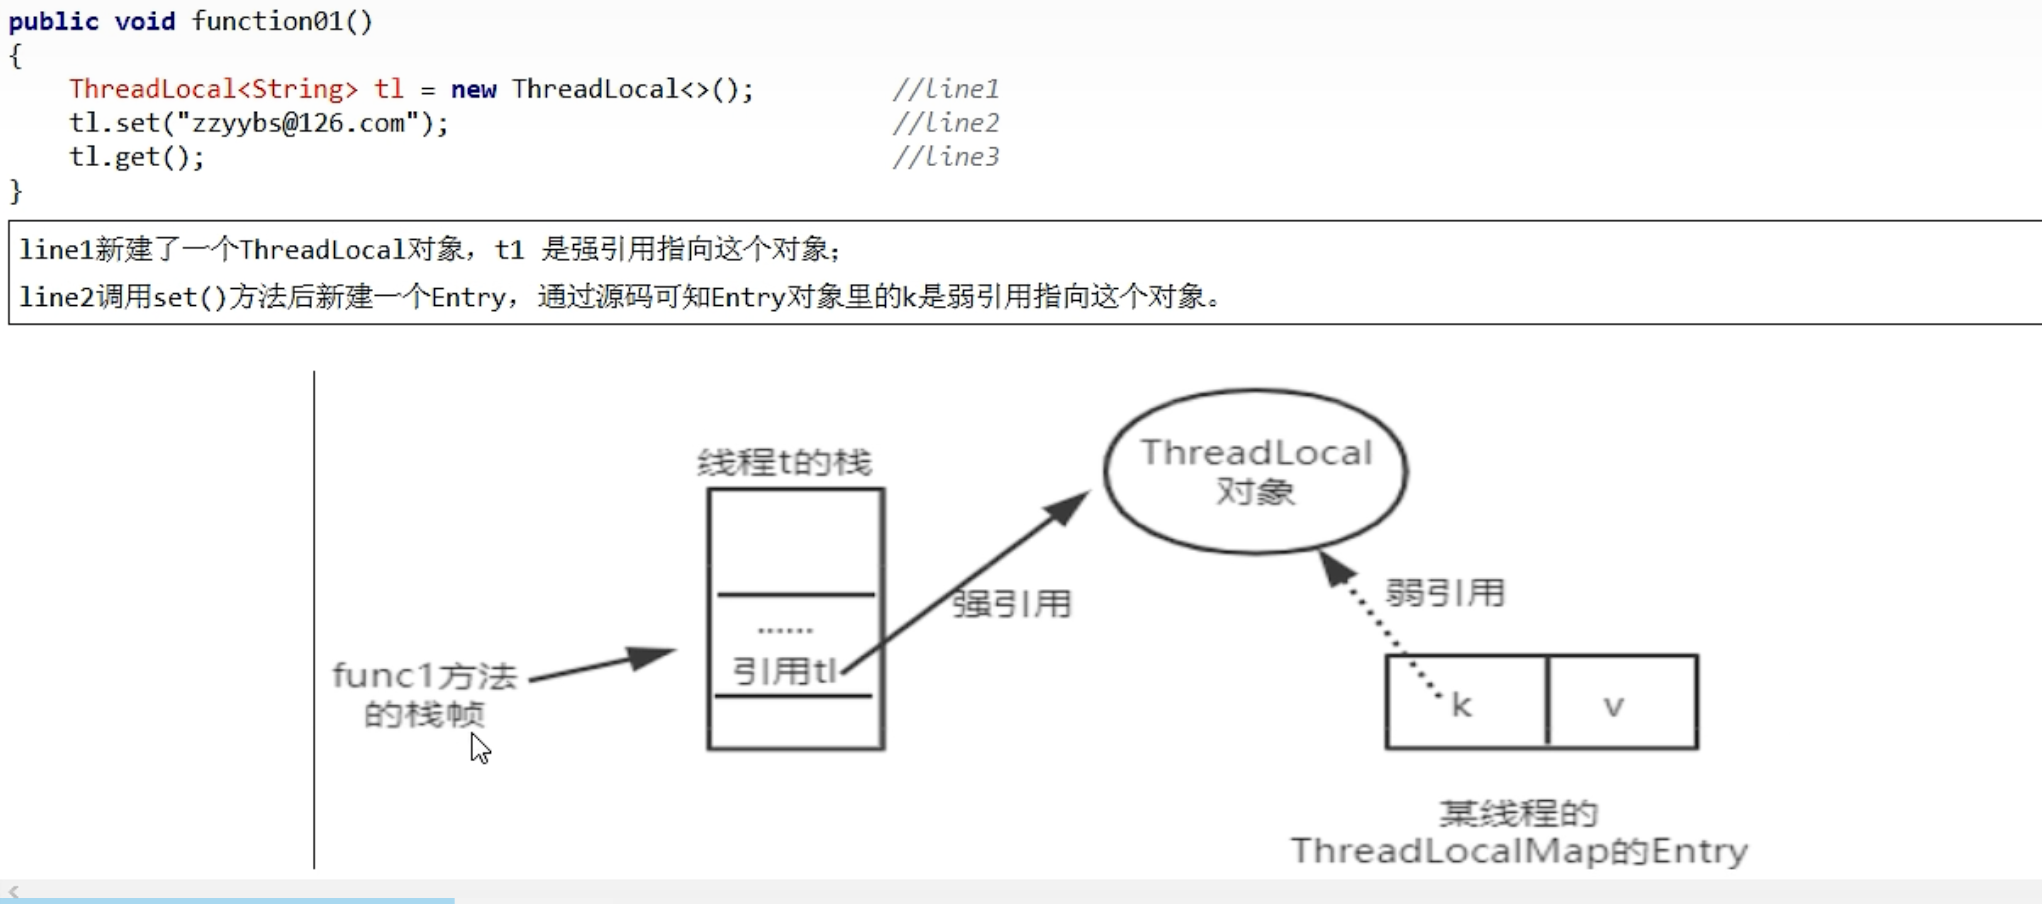 public void function01()
{
ThreadLocal<String> tl = new ThreadLocal<>(); //line1
tl.set("zzyybs@126.com"); //line2
tl.get(); //line3
}
line1新建了一个ThreadLocal对象，t1 是强引用指向这个对象；
line2调用set()方法后新建一个Entry，通过源码可知Entry对象里的k是弱引用指向这个对象。
线程t的栈
ThreadLocal
对象
强引用
弱引用
......
引用tl
func1方法
的栈帧
k
v
某线程的
ThreadLocalMap的Entry